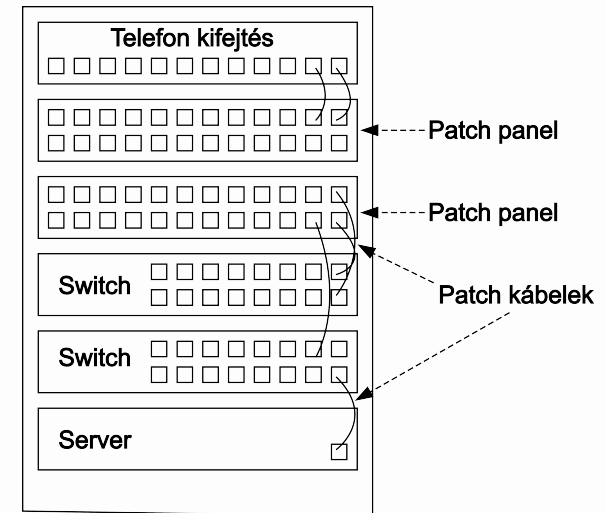 Telefon kifejtés
Patch panel
Patch panel
Switch
Patch kábelek
Switch
Server